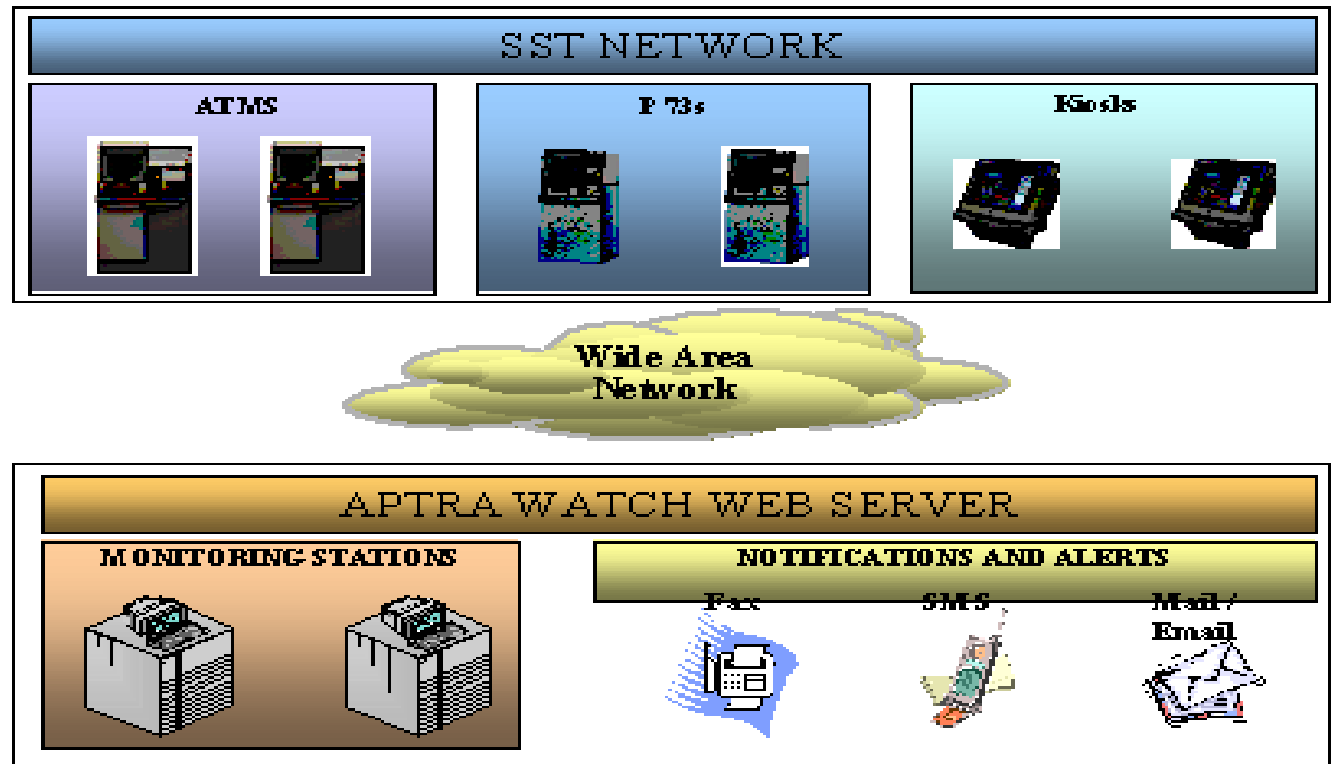 SST NETWORK
ATMS
P 73s
Kiosks
Wide Area
Network
APTRA WATCH WEB SERVER
MONITORING STATIONS
NOTIFICATIONS AND ALERTS
Fax
SMS
Mail /
Email